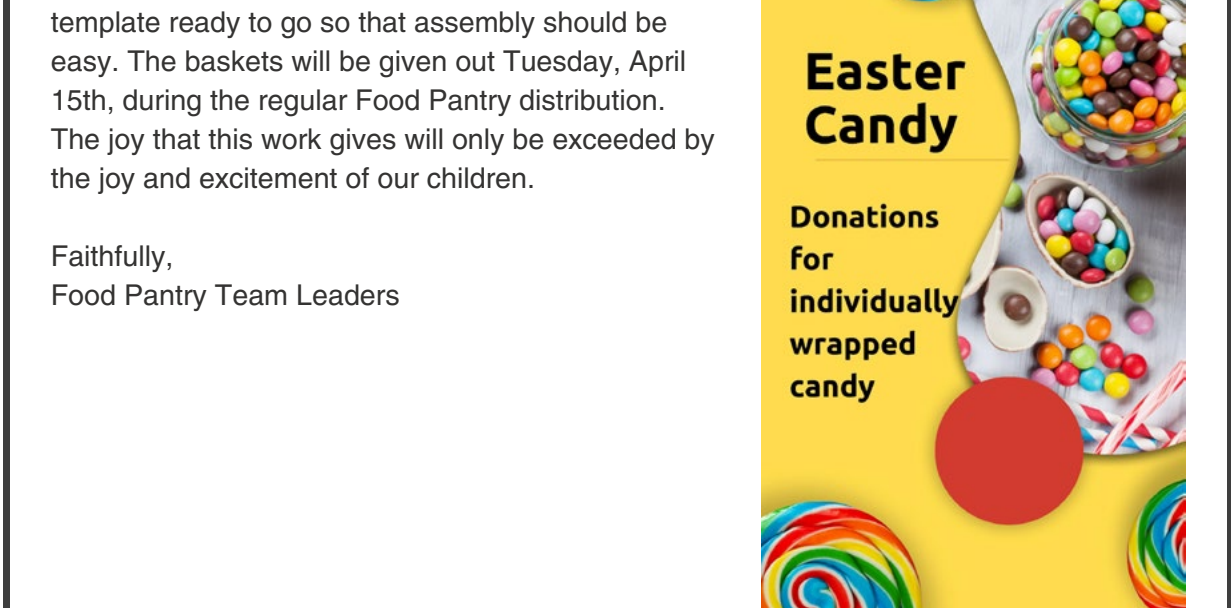 template ready to go so that assembly should be
easy. The baskets will be given out Tuesday, April
15th, during the regular Food Pantry distribution.
The joy that this work gives will only be exceeded by
the joy and excitement of our children.
Faithfully,
Food Pantry Team Leaders
Easter
Candy
Donations
for
individually
wrapped
candy